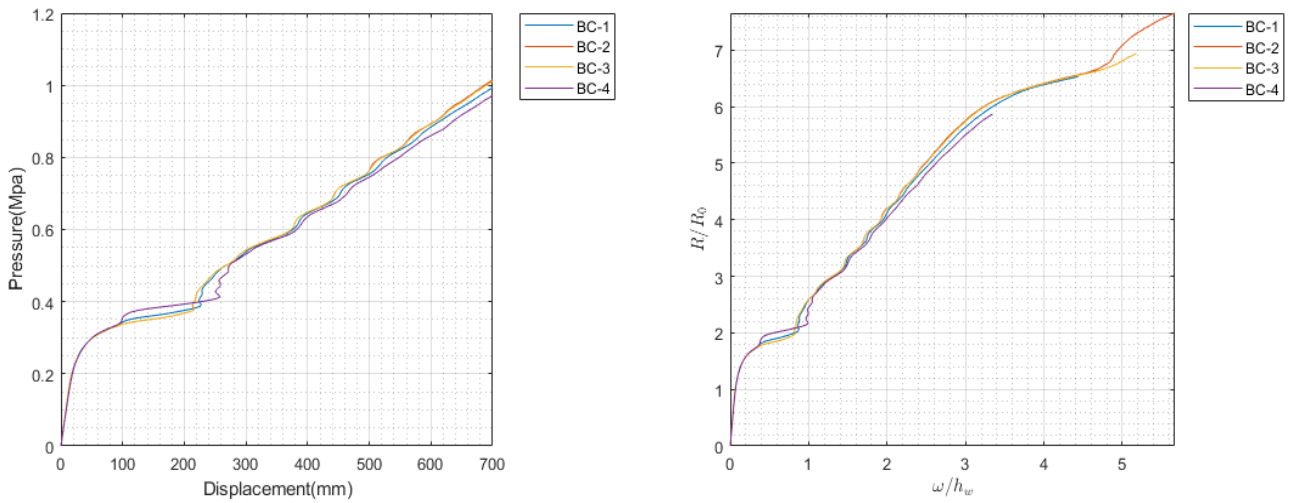 1.2
1
0.8
0.6
0.4
0.2
0
Pressure(Mpa)
0 100 200 300 400 500 600 700
Displacement(mm)
BC-1
BC-2
BC-3
BC-4
7
6
5
4
3
2
1
0
R/R₀
0 1 2 3 4 5
ω/h_w
BC-1
BC-2
BC-3
BC-4